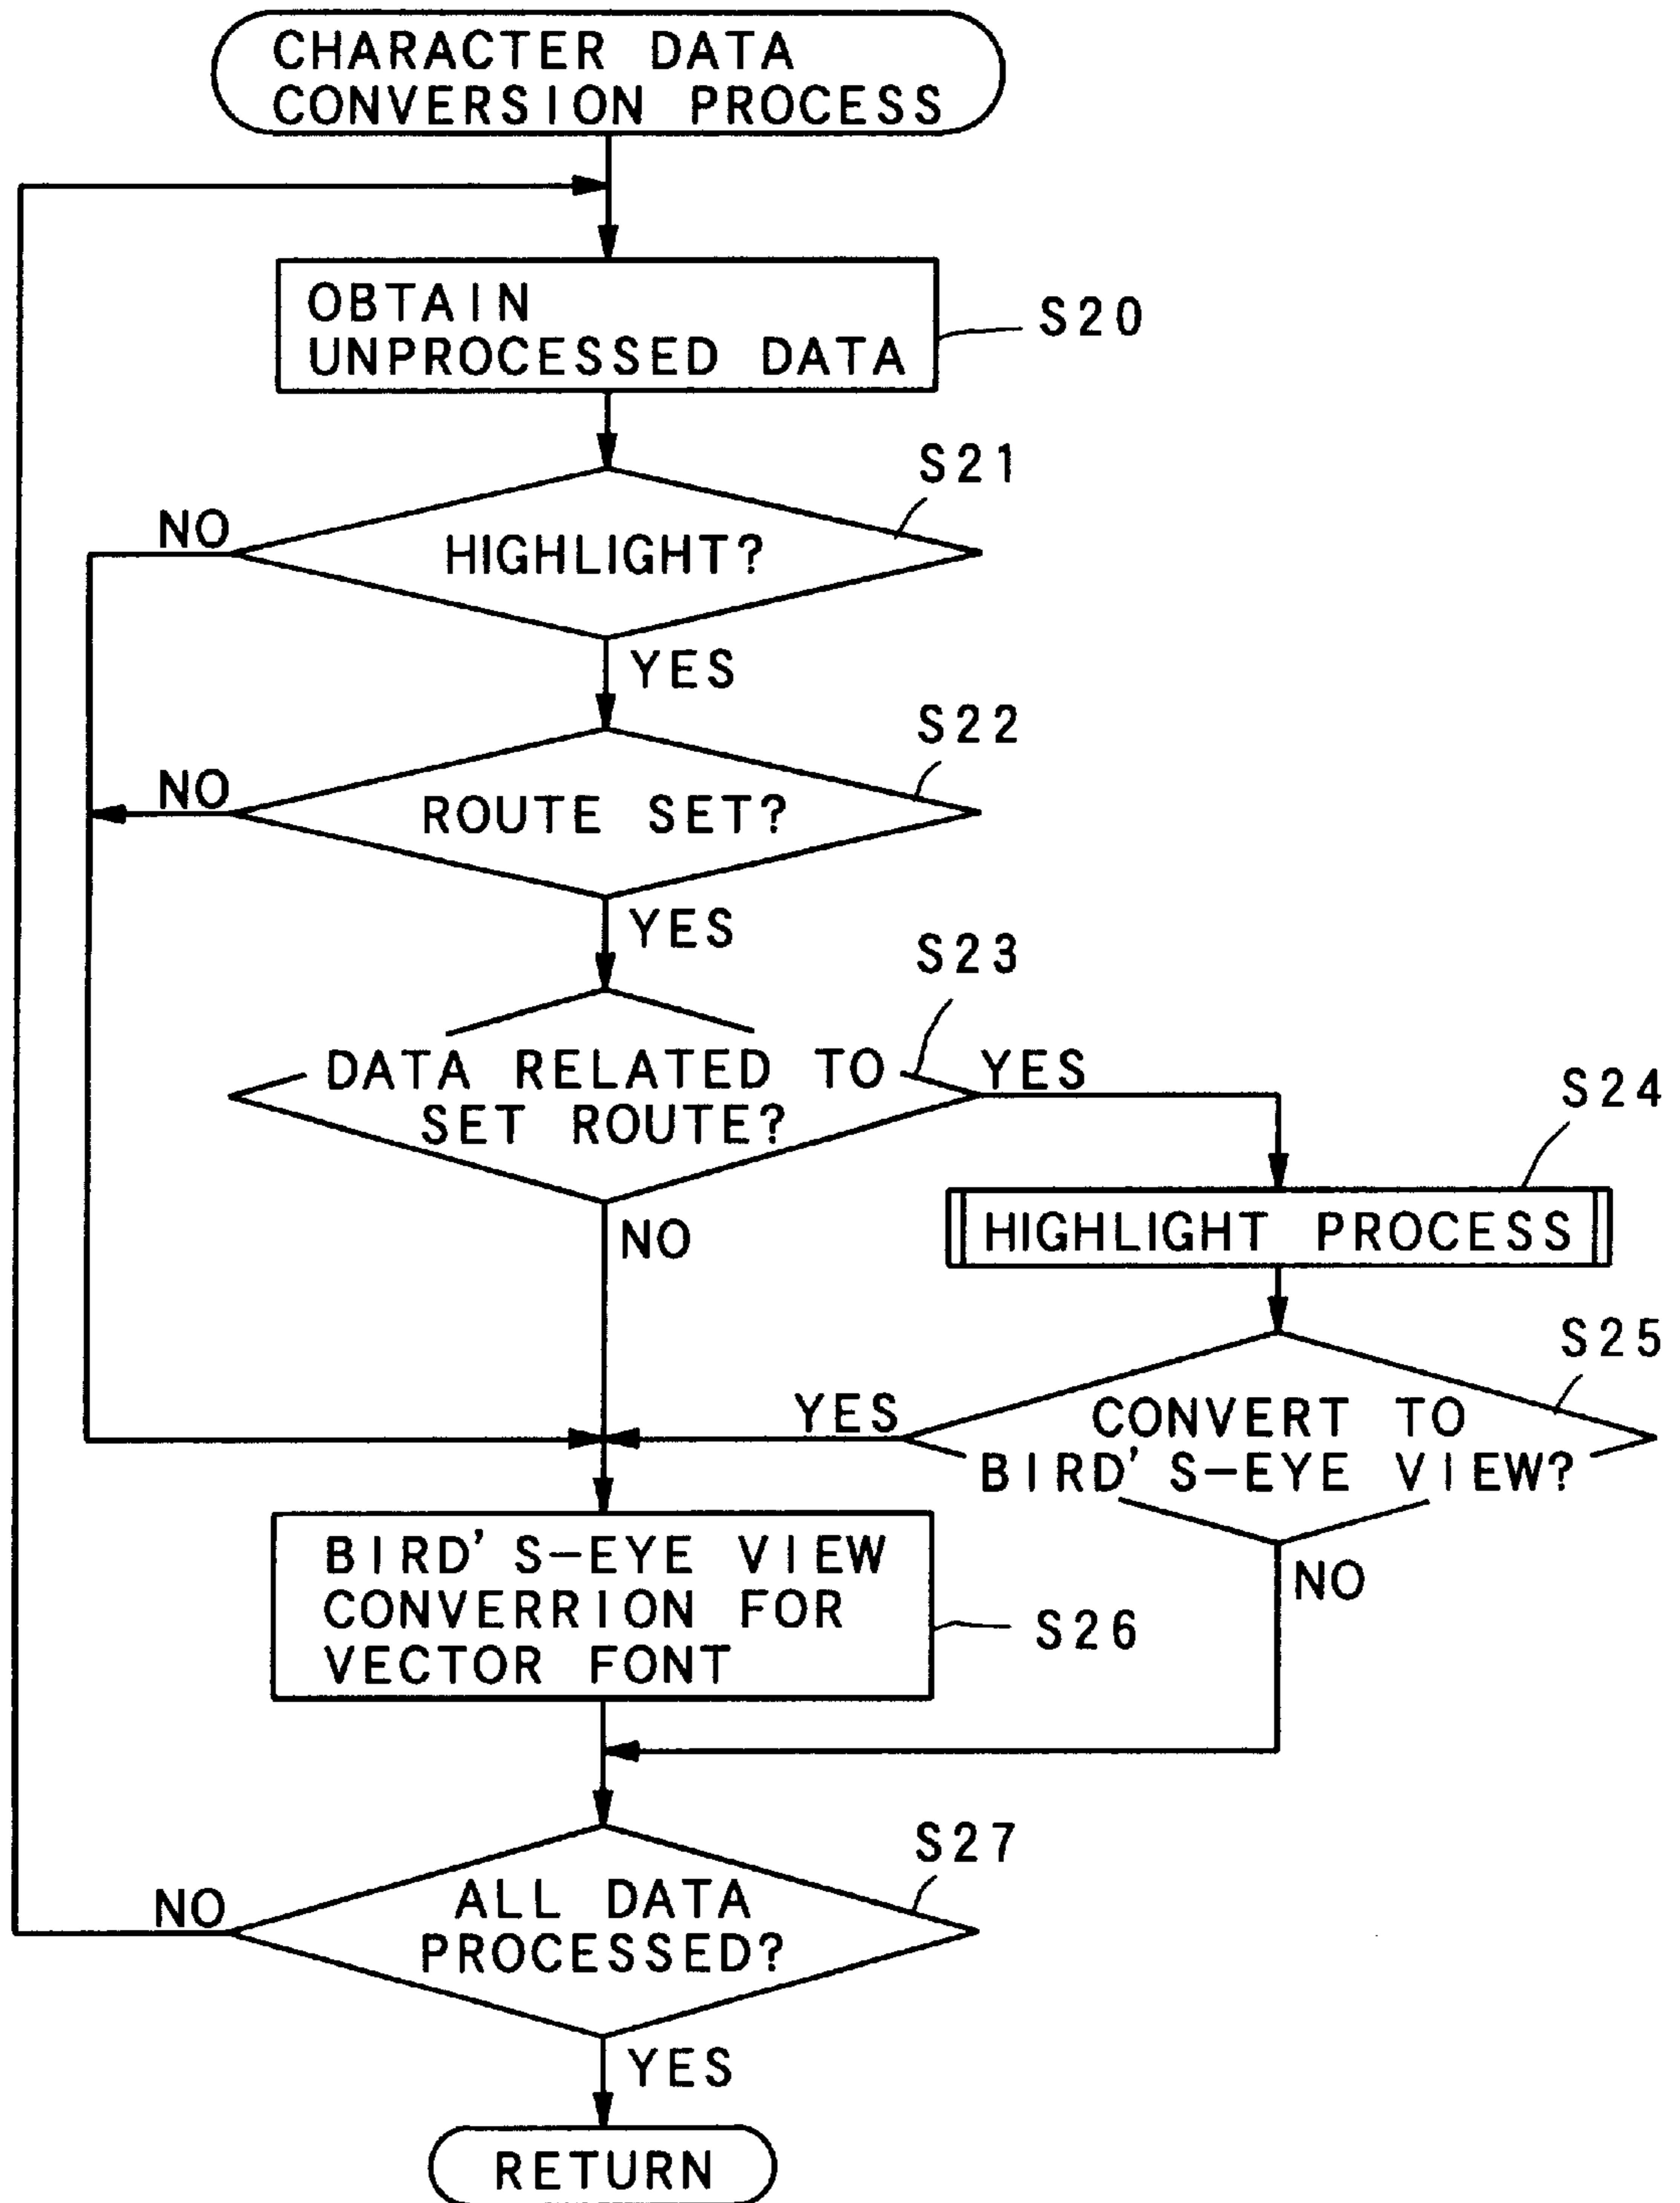 CHARACTER DATA
CONVERSION PROCESS
OBTAIN
UNPROCESSED DATA
S20
S21
NO
HIGHLIGHT?
YES
S22
NO
ROUTE SET?
YES
S23
DATA RELATED TO
SET ROUTE?
YES
S24
NO
HIGHLIGHT PROCESS
S25
YES
CONVERT TO
BIRD'S-EYE VIEW?
NO
BIRD'S-EYE VIEW
CONVERRION FOR
VECTOR FONT
S26
S27
NO
ALL DATA
PROCESSED?
YES
RETURN